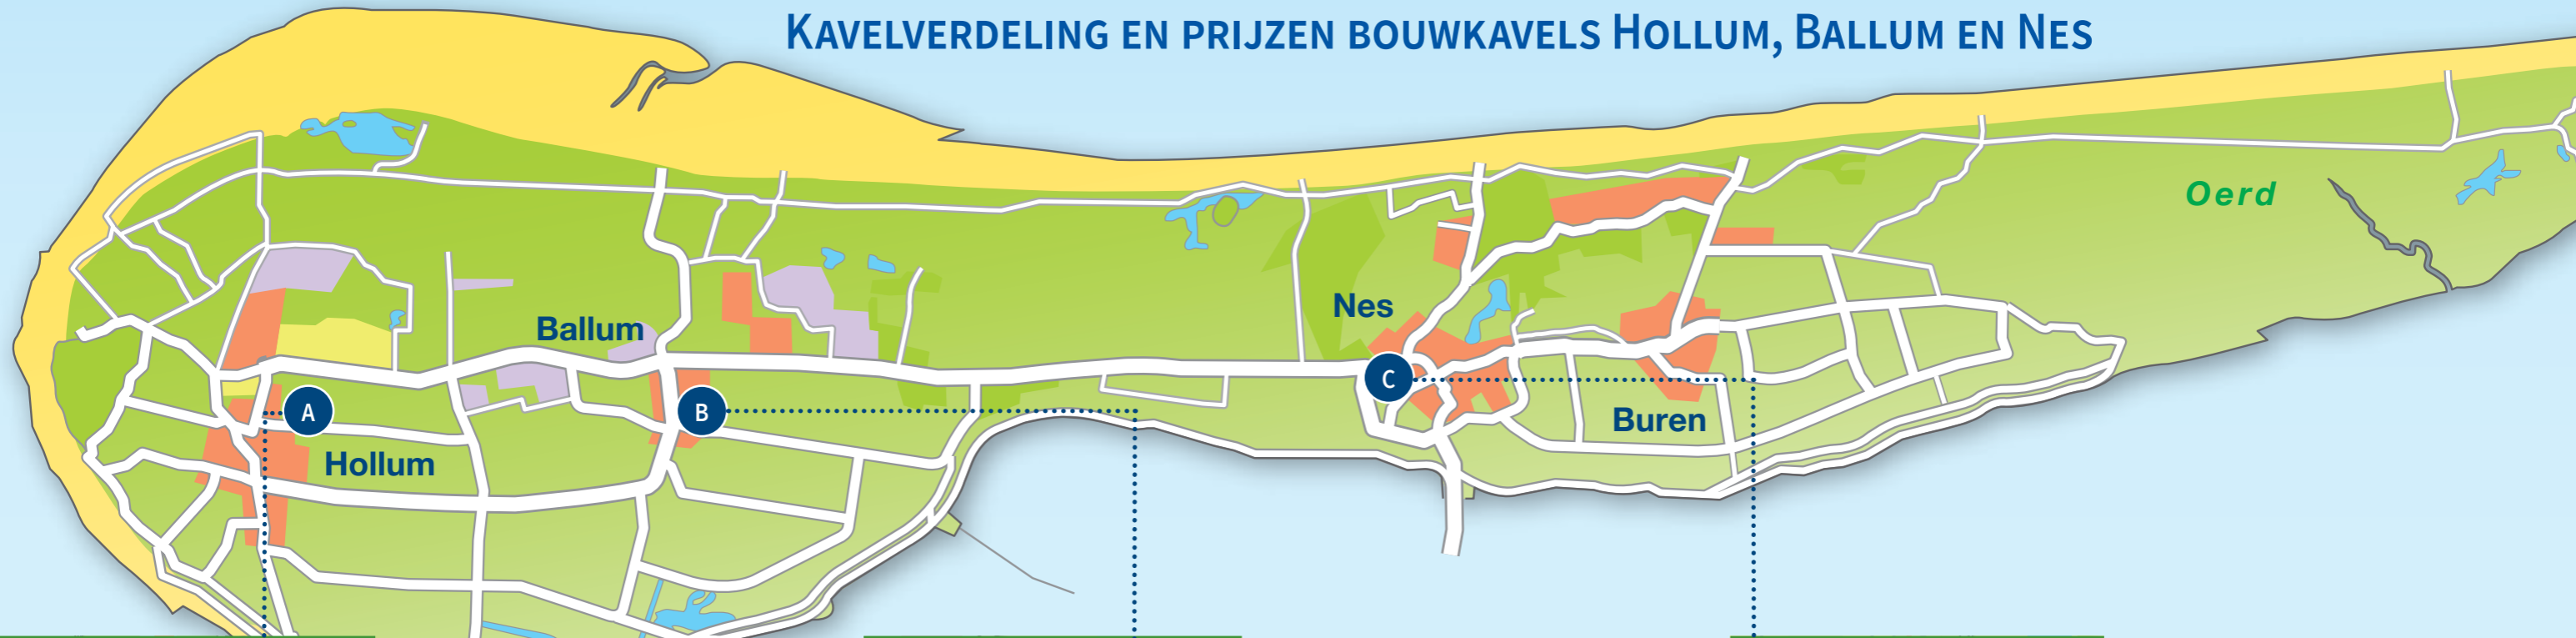 KAVELVERDELING EN PRIJZEN BOUWKAVELS HOLLUM, BALLUM EN NES
Oerd
Nes
Ballum
C
A
B
Buren
Hollum